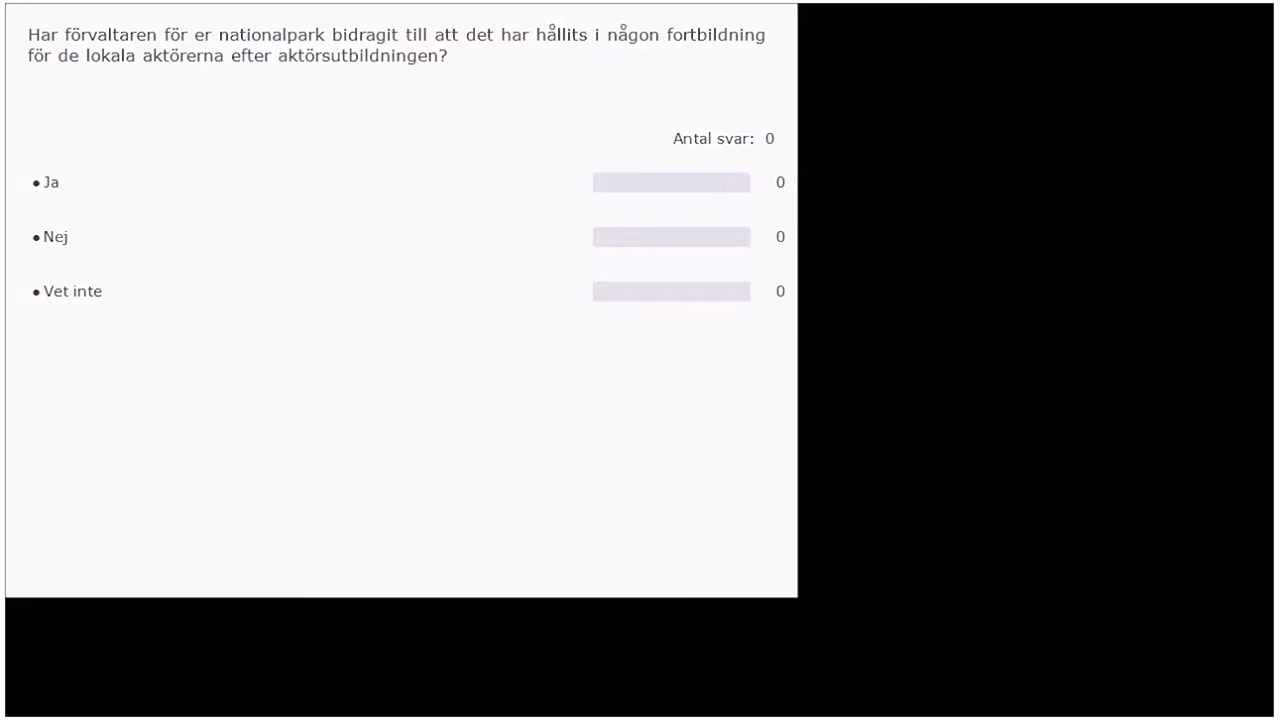 Har förvaltaren för er nationalpark bidragit till att det har hållits i någon fortbildning
för de lokala aktörerna efter aktörsutbildningen?
Antal svar: 0
• Ja 0
• Nej 0
• Vet inte 0